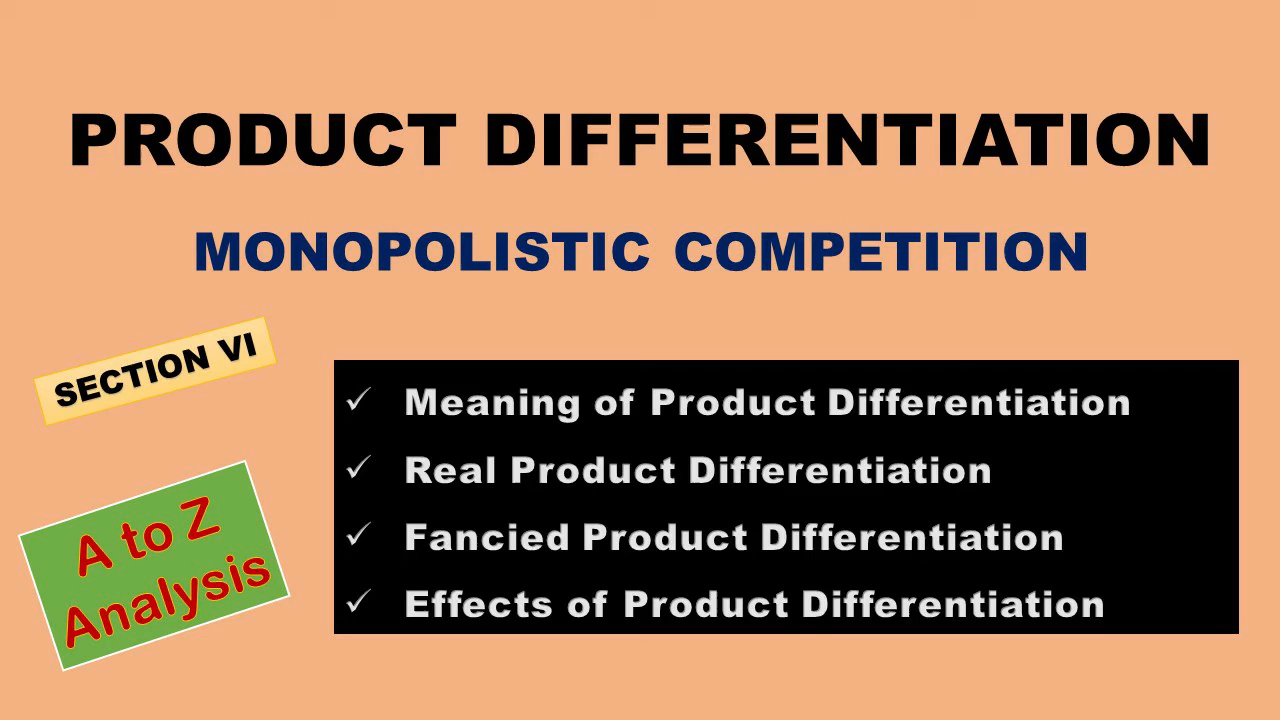 PRODUCT DIFFERENTIATION
MONOPOLISTIC COMPETITION
SECTION VI
✓ Meaning of Product Differentiation
✓ Real Product Differentiation
✓ Fancied Product Differentiation
✓ Effects of Product Differentiation
A to Z
Analysis